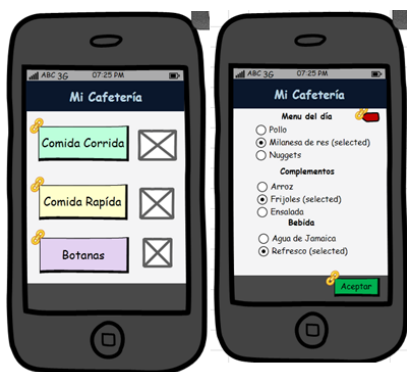 ABC 3G 07:25 PM
Mi Cafetería
Comida Corrida
Comida Rapída
Botanas
ABC 3G 07:25 PM
Mi Cafetería
Menu del día
Pollo
Milanesa de res (selected)
Nuggets
Complementos
Arroz
Frijoles (selected)
Ensalada
Bebida
Agua de Jamaica
Refresco (selected)
Aceptar